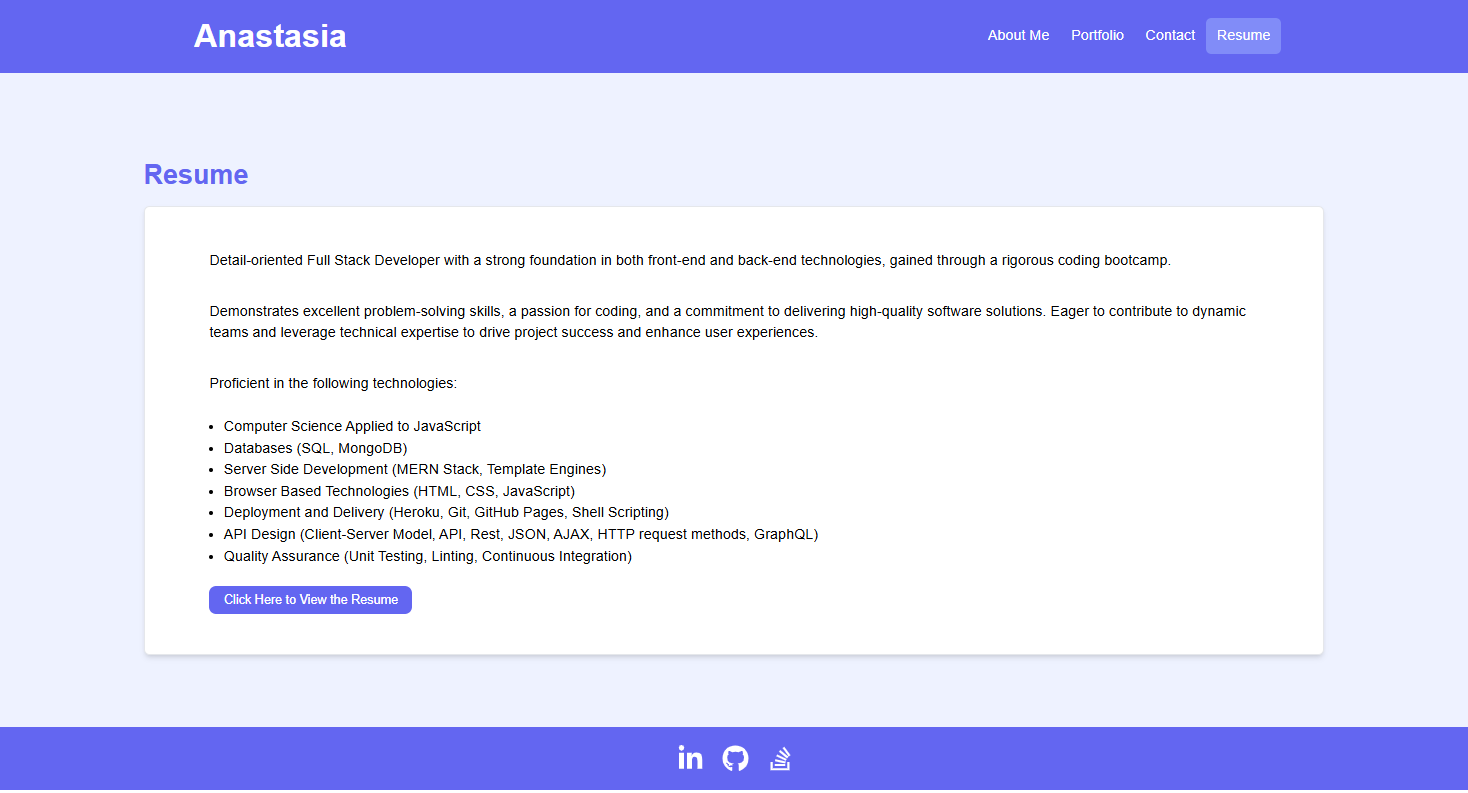 Anastasia
About Me Portfolio Contact Resume
Resume
Detail-oriented Full Stack Developer with a strong foundation in both front-end and back-end technologies, gained through a rigorous coding bootcamp.
Demonstrates excellent problem-solving skills, a passion for coding, and a commitment to delivering high-quality software solutions. Eager to contribute to dynamic
teams and leverage technical expertise to drive project success and enhance user experiences.
Proficient in the following technologies:
• Computer Science Applied to JavaScript
• Databases (SQL, MongoDB)
• Server Side Development (MERN Stack, Template Engines)
• Browser Based Technologies (HTML, CSS, JavaScript)
• Deployment and Delivery (Heroku, Git, GitHub Pages, Shell Scripting)
• API Design (Client-Server Model, API, Rest, JSON, AJAX, HTTP request methods, GraphQL)
• Quality Assurance (Unit Testing, Linting, Continuous Integration)
Click Here to View the Resume
in